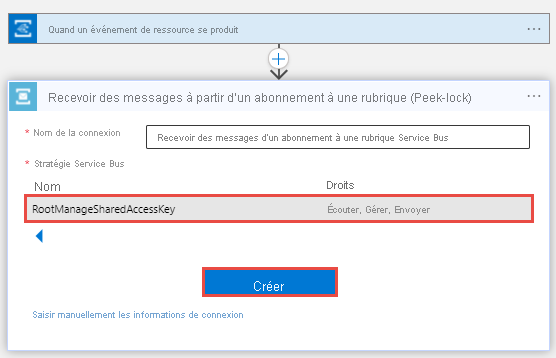 Quand un événement de ressource se produit
Recevoir des messages à partir d'un abonnement à une rubrique (Peek-lock)
* Nom de la connexion
Recevoir des messages d'un abonnement à une rubrique Service Bus
* Stratégie Service Bus
Nom Droits
RootManageSharedAccessKey Écouter, Gérer, Envoyer
Créer
Saisir manuellement les informations de connexion